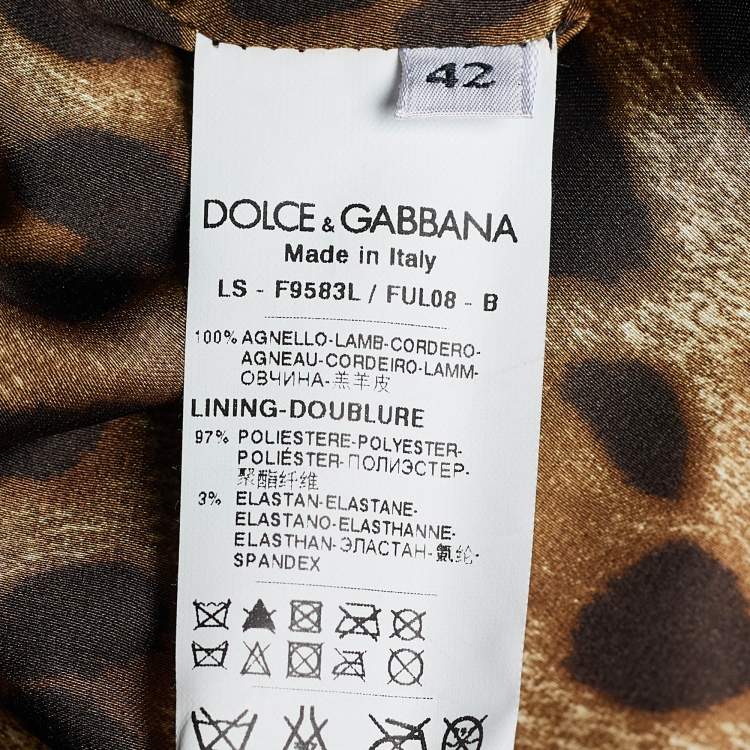 42
DOLCE & GABBANA
Made in Italy
LS - F9583L / FUL08 - B
100% AGNELLO-LAMB-CORDERO-
AGNEAU-CORDEIRO-LAMM-
ОВЧИНА-羔羊皮
LINING-DOUBLURE
97% POLIESTERE-POLYESTER-
POLIÉSTER-ПОЛИЭСТЕР-
聚酯纤维
3% ELASTAN-ELASTANE-
ELASTANO-ELASTHANNE-
ELASTHAN-ЭЛАСТАН-氨纶-
SPANDEX